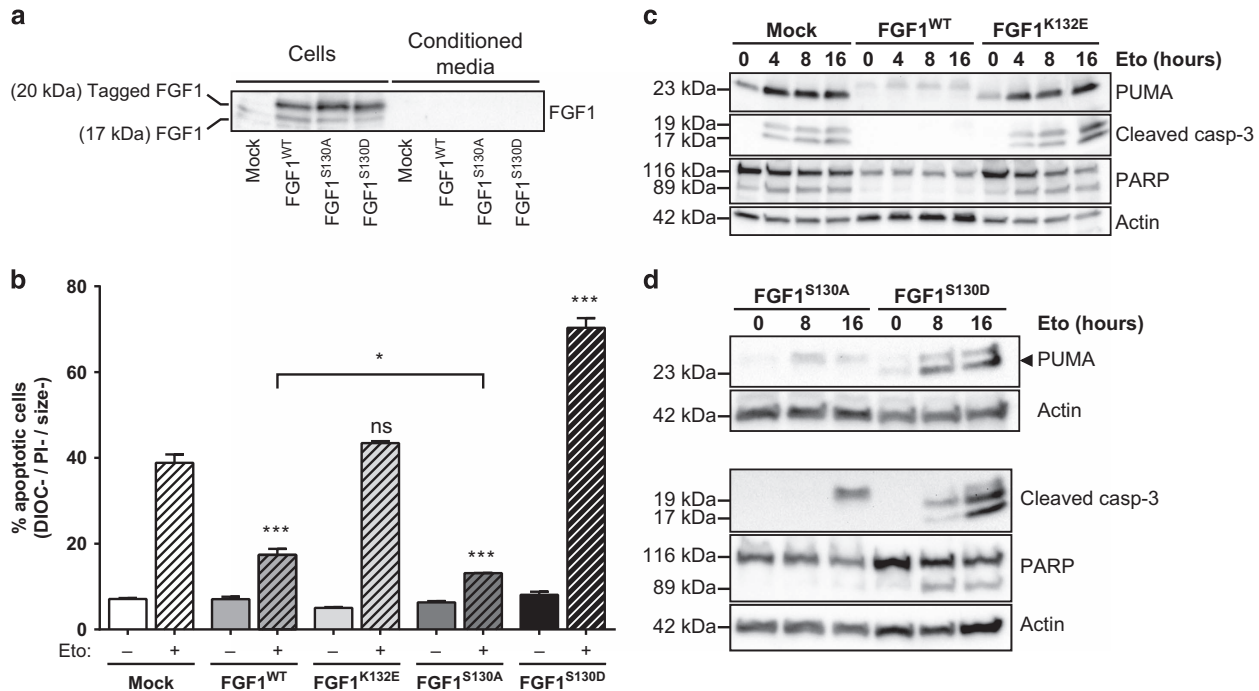 a
Cells
Conditioned
media
(20 kDa) Tagged FGF1
(17 kDa) FGF1
FGF1
Mock
FGF1WT
FGF1S130A
FGF1S130D
Mock
FGF1WT
FGF1S130A
FGF1S130D
b
% apoptotic cells
(DIOC- / PI- / size-)
80
60
40
20
0
***
*
ns
***
***
Eto: – + – + – + – + – +
Mock FGF1WT FGF1K132E FGF1S130A FGF1S130D
c
Mock FGF1WT FGF1K132E
0 4 8 16 0 4 8 16 0 4 8 16 Eto (hours)
23 kDa PUMA
19 kDa
17 kDa
Cleaved casp-3
116 kDa
89 kDa
PARP
42 kDa Actin
d
FGF1S130A FGF1S130D
0 8 16 0 8 16 Eto (hours)
23 kDa PUMA
42 kDa Actin
19 kDa
17 kDa
Cleaved casp-3
116 kDa
89 kDa
PARP
42 kDa Actin